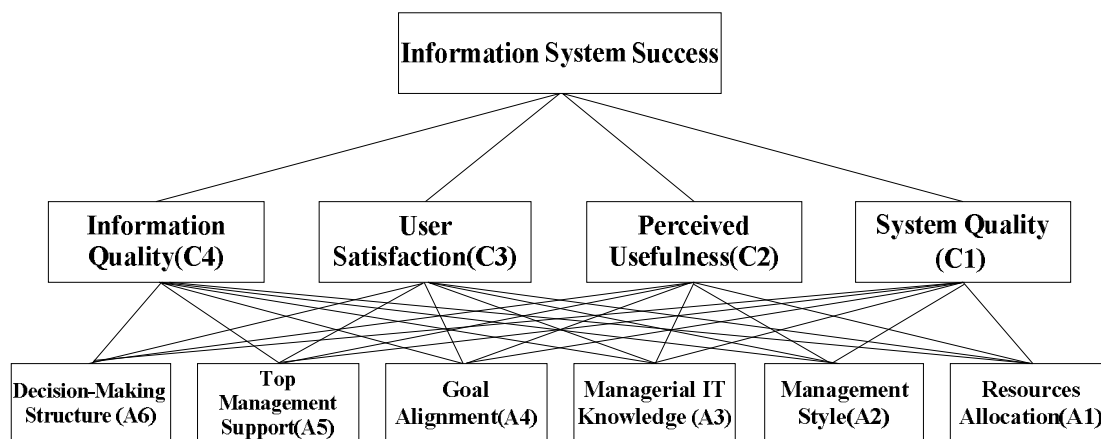 Information System Success
Information
Quality(C4)
User
Satisfaction(C3)
Perceived
Usefulness(C2)
System Quality
(C1)
Decision-Making
Structure (A6)
Top
Management
Support(A5)
Goal
Alignment(A4)
Managerial IT
Knowledge (A3)
Management
Style(A2)
Resources
Allocation(A1)